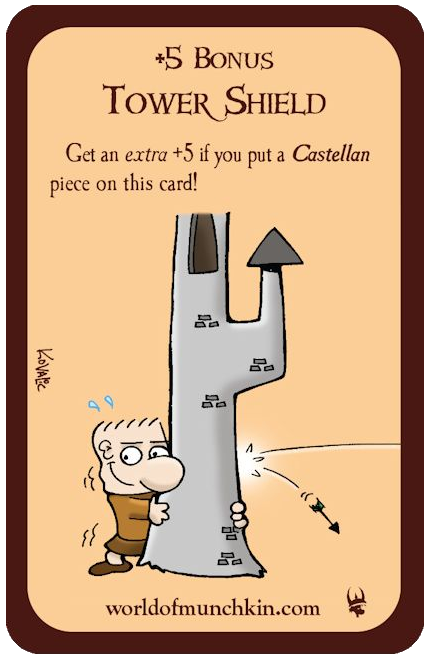 +5 Bonus
Tower Shield
Get an extra +5 if you put a Castellan
piece on this card!
Kovalic
worldofmunchkin.com